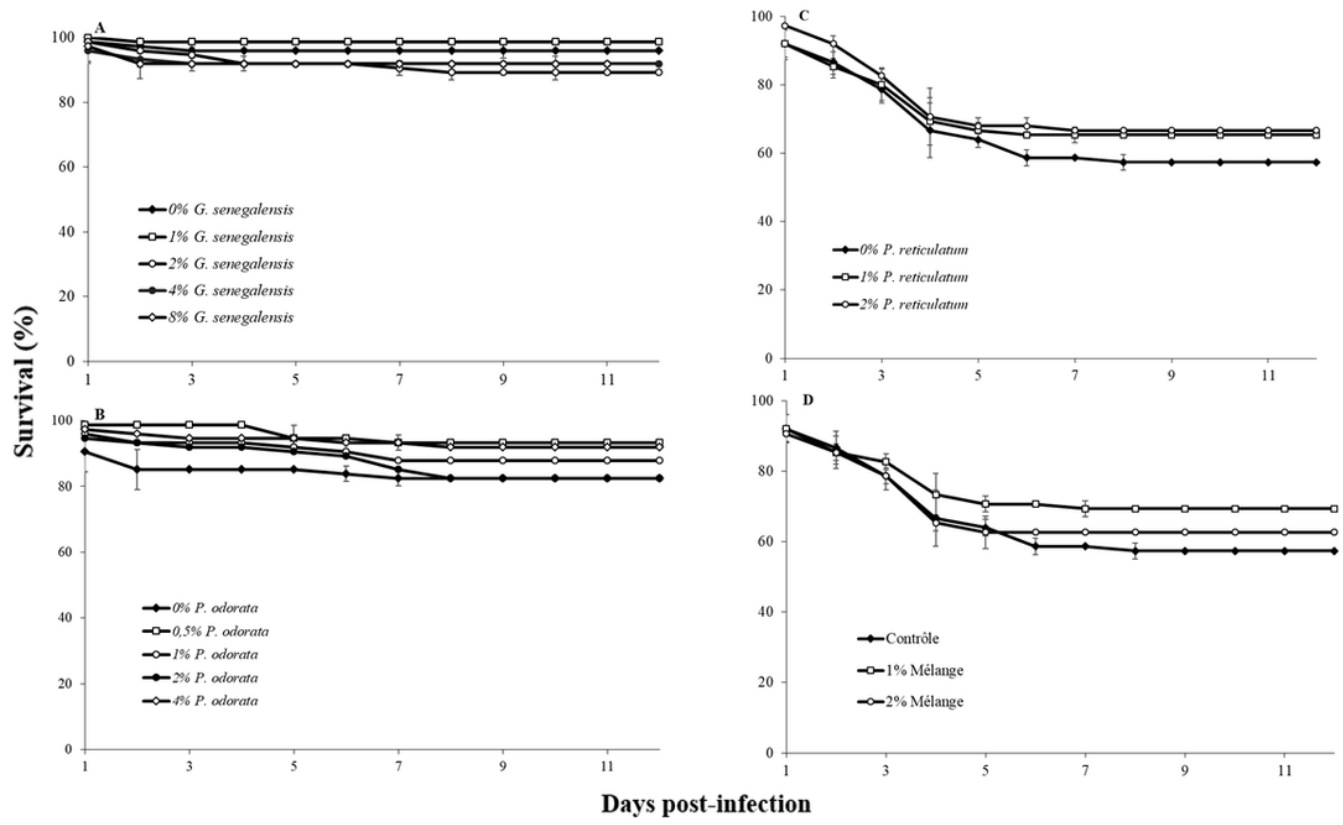 Survival (%)
A
100
80
60
40
20
0
0% G. senegalensis
1% G. senegalensis
2% G. senegalensis
4% G. senegalensis
8% G. senegalensis
1 3 5 7 9 11
B
100
80
60
40
20
0
0% P. odorata
0,5% P. odorata
1% P. odorata
2% P. odorata
4% P. odorata
1 3 5 7 9 11
C
100
80
60
40
20
0
0% P. reticulatum
1% P. reticulatum
2% P. reticulatum
1 3 5 7 9 11
D
100
80
60
40
20
0
Contrôle
1% Mélange
2% Mélange
1 3 5 7 9 11
Days post-infection